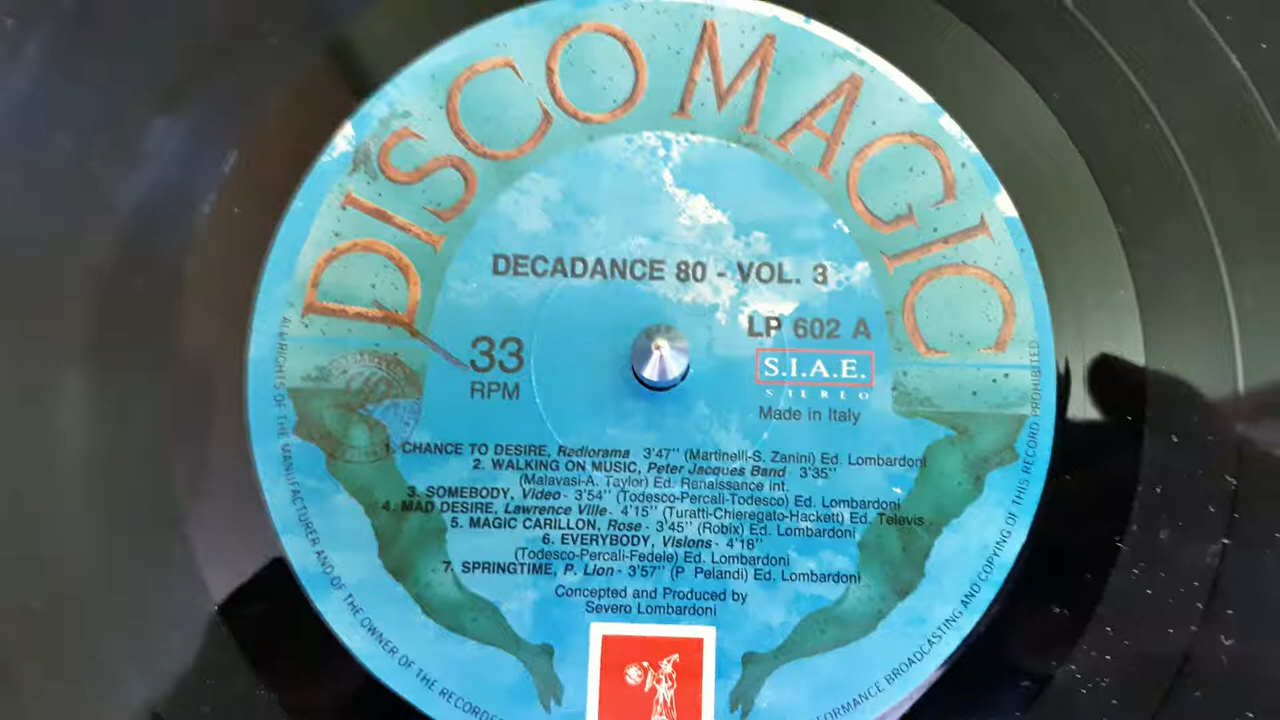 DISCO MAGIC
DECADANCE 80 - VOL. 3
LP 602 A
33
RPM
S.I.A.E.
STEREO
Made in Italy
1. CHANCE TO DESIRE, Radiorama 3'47" (Martinelli-S. Zanini) Ed. Lombardoni
2. WALKING ON MUSIC, Peter Jacques Band - 3'35"
(Malavasi-A. Taylor) Ed. Renaissance int.
3. SOMEBODY, Video - 3'54" (Todesco-Percali-Todesco) Ed. Lombardoni
4. MAD DESIRE, Lawrence Ville - 4'15" (Turatti-Chieregato-Hackett) Ed. Televis
5. MAGIC CARILLON, Rose - 3'45" (Robix) Ed. Lombardoni
6. EVERYBODY, Visions - 4'18"
(Todesco-Percali-Fedele) Ed. Lombardoni
7. SPRINGTIME, P. Lion - 3'57" (P. Pelandi) Ed. Lombardoni
Concepted and Produced by
Severo Lombardoni
ALL RIGHTS OF THE MANUFACTURER AND OF THE OWNER OF THE RECORDED
PERFORMANCE BROADCASTING AND COPYING OF THIS RECORD PROHIBITED